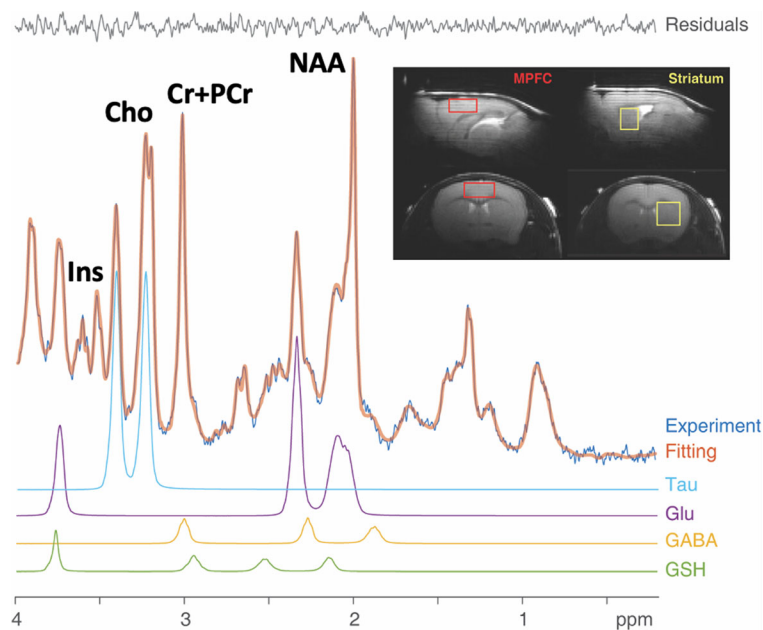 Residuals
NAA
MPFC
Striatum
Cr+PCr
Cho
Ins
Experiment
Fitting
Tau
Glu
GABA
GSH
4
3
2
1
ppm